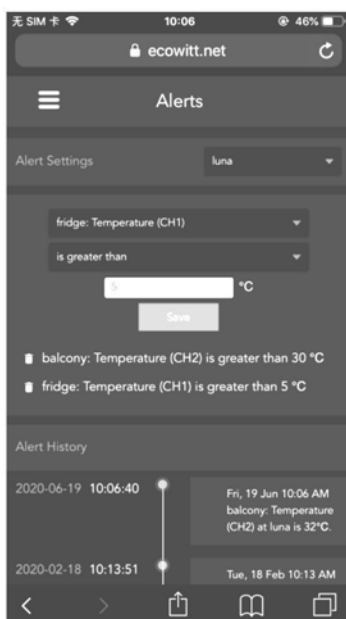 无 SIM 卡 10:06 46%
ecowitt.net
Alerts
Alert Settings luna
fridge: Temperature (CH1)
is greater than
5 °C
Save
balcony: Temperature (CH2) is greater than 30 °C
fridge: Temperature (CH1) is greater than 5 °C
Alert History
2020-06-19 10:06:40
Fri, 19 Jun 10:06 AM
balcony: Temperature
(CH2) at luna is 32°C.
2020-02-18 10:13:51
Tue, 18 Feb 10:13 AM